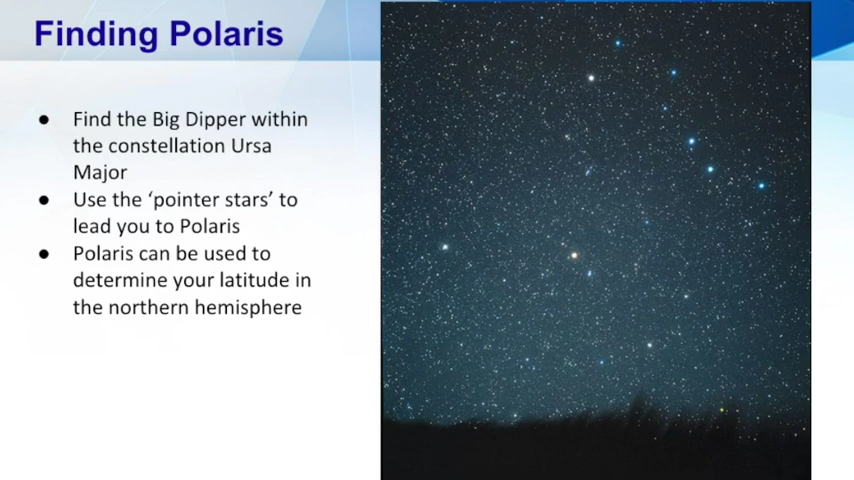 Finding Polaris
● Find the Big Dipper within
the constellation Ursa
Major
● Use the ‘pointer stars’ to
lead you to Polaris
● Polaris can be used to
determine your latitude in
the northern hemisphere